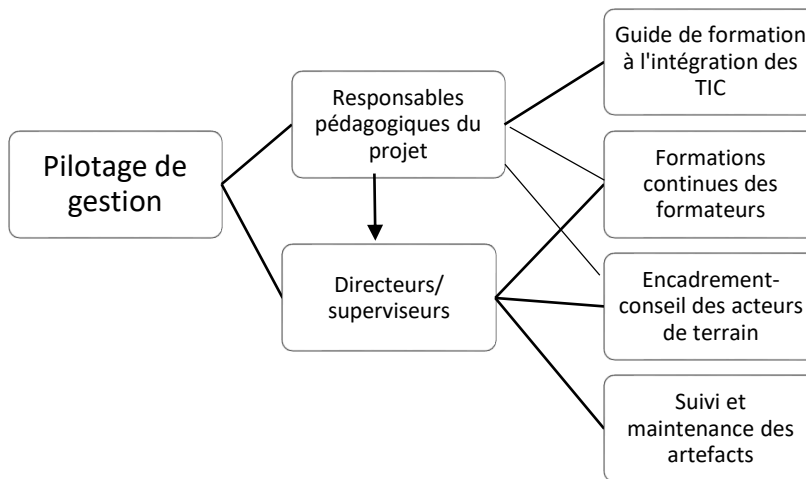 Pilotage de
gestion
Responsables
pédagogiques du
projet
Directeurs/
superviseurs
Guide de formation
à l'intégration des
TIC
Formations
continues des
formateurs
Encadrement-
conseil des acteurs
de terrain
Suivi et
maintenance des
artefacts